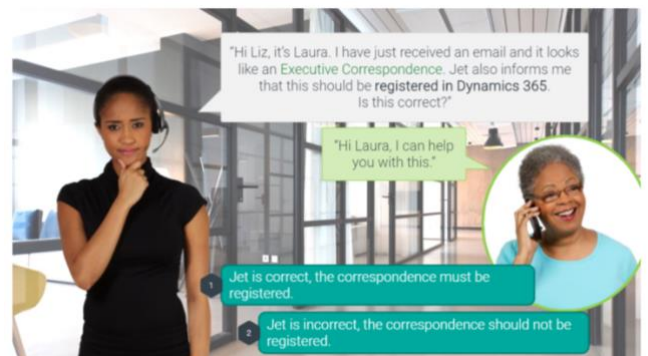 “Hi Liz, it’s Laura. I have just received an email and it looks
like an Executive Correspondence. Jet also informs me
that this should be registered in Dynamics 365.
Is this correct?”
“Hi Laura, I can help
you with this.”
1
Jet is correct, the correspondence must be
registered.
2
Jet is incorrect, the correspondence should not be
registered.